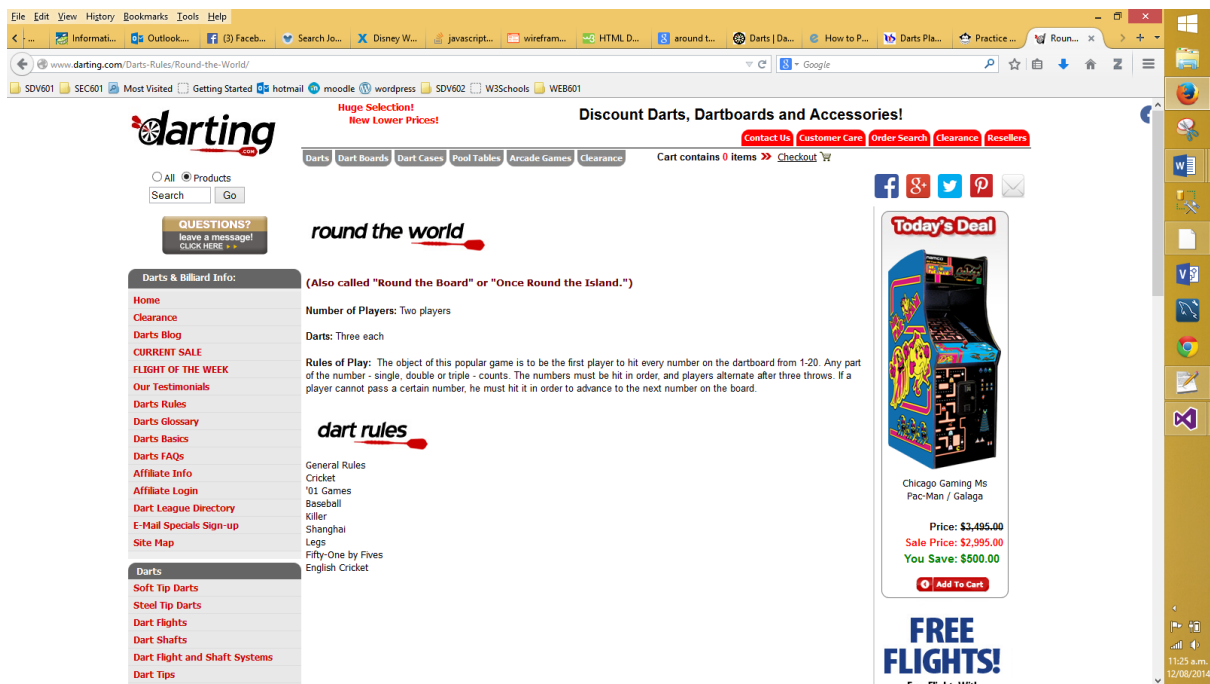 File Edit View History Bookmarks Tools Help
Informati... Outlook.... (3) Faceb... Search Jo... Disney W... javascript... wirefram... HTML D... around t... Darts | Da... How to P... Darts Pla... Practice ... Roun...
www.darting.com/Darts-Rules/Round-the-World/
Google
SDV601 SEC601 Most Visited Getting Started hotmail moodle wordpress SDV602 W3Schools WEB601
darting
.COM
Huge Selection!
New Lower Prices!
Discount Darts, Dartboards and Accessories!
Contact Us Customer Care Order Search Clearance Resellers
Darts Dart Boards Dart Cases Pool Tables Arcade Games Clearance
Cart contains 0 items Checkout
All Products
Search Go
QUESTIONS?
leave a message!
CLICK HERE
Darts & Billiard Info:
Home
Clearance
Darts Blog
CURRENT SALE
FLIGHT OF THE WEEK
Our Testimonials
Darts Rules
Darts Glossary
Darts Basics
Darts FAQs
Affiliate Info
Affiliate Login
Dart League Directory
E-Mail Specials Sign-up
Site Map
Darts
Soft Tip Darts
Steel Tip Darts
Dart Flights
Dart Shafts
Dart Flight and Shaft Systems
Dart Tips
round the world
(Also called "Round the Board" or "Once Round the Island.")
Number of Players: Two players
Darts: Three each
Rules of Play: The object of this popular game is to be the first player to hit every number on the dartboard from 1-20. Any part
of the number - single, double or triple - counts. The numbers must be hit in order, and players alternate after three throws. If a
player cannot pass a certain number, he must hit it in order to advance to the next number on the board.
dart rules
General Rules
Cricket
'01 Games
Baseball
Killer
Shanghai
Legs
Fifty-One by Fives
English Cricket
Today's Deal
Chicago Gaming Ms
Pac-Man / Galaga
Price: $3,495.00
Sale Price: $2,995.00
You Save: $500.00
Add To Cart
FREE
FLIGHTS!
11:25 a.m.
12/08/2014